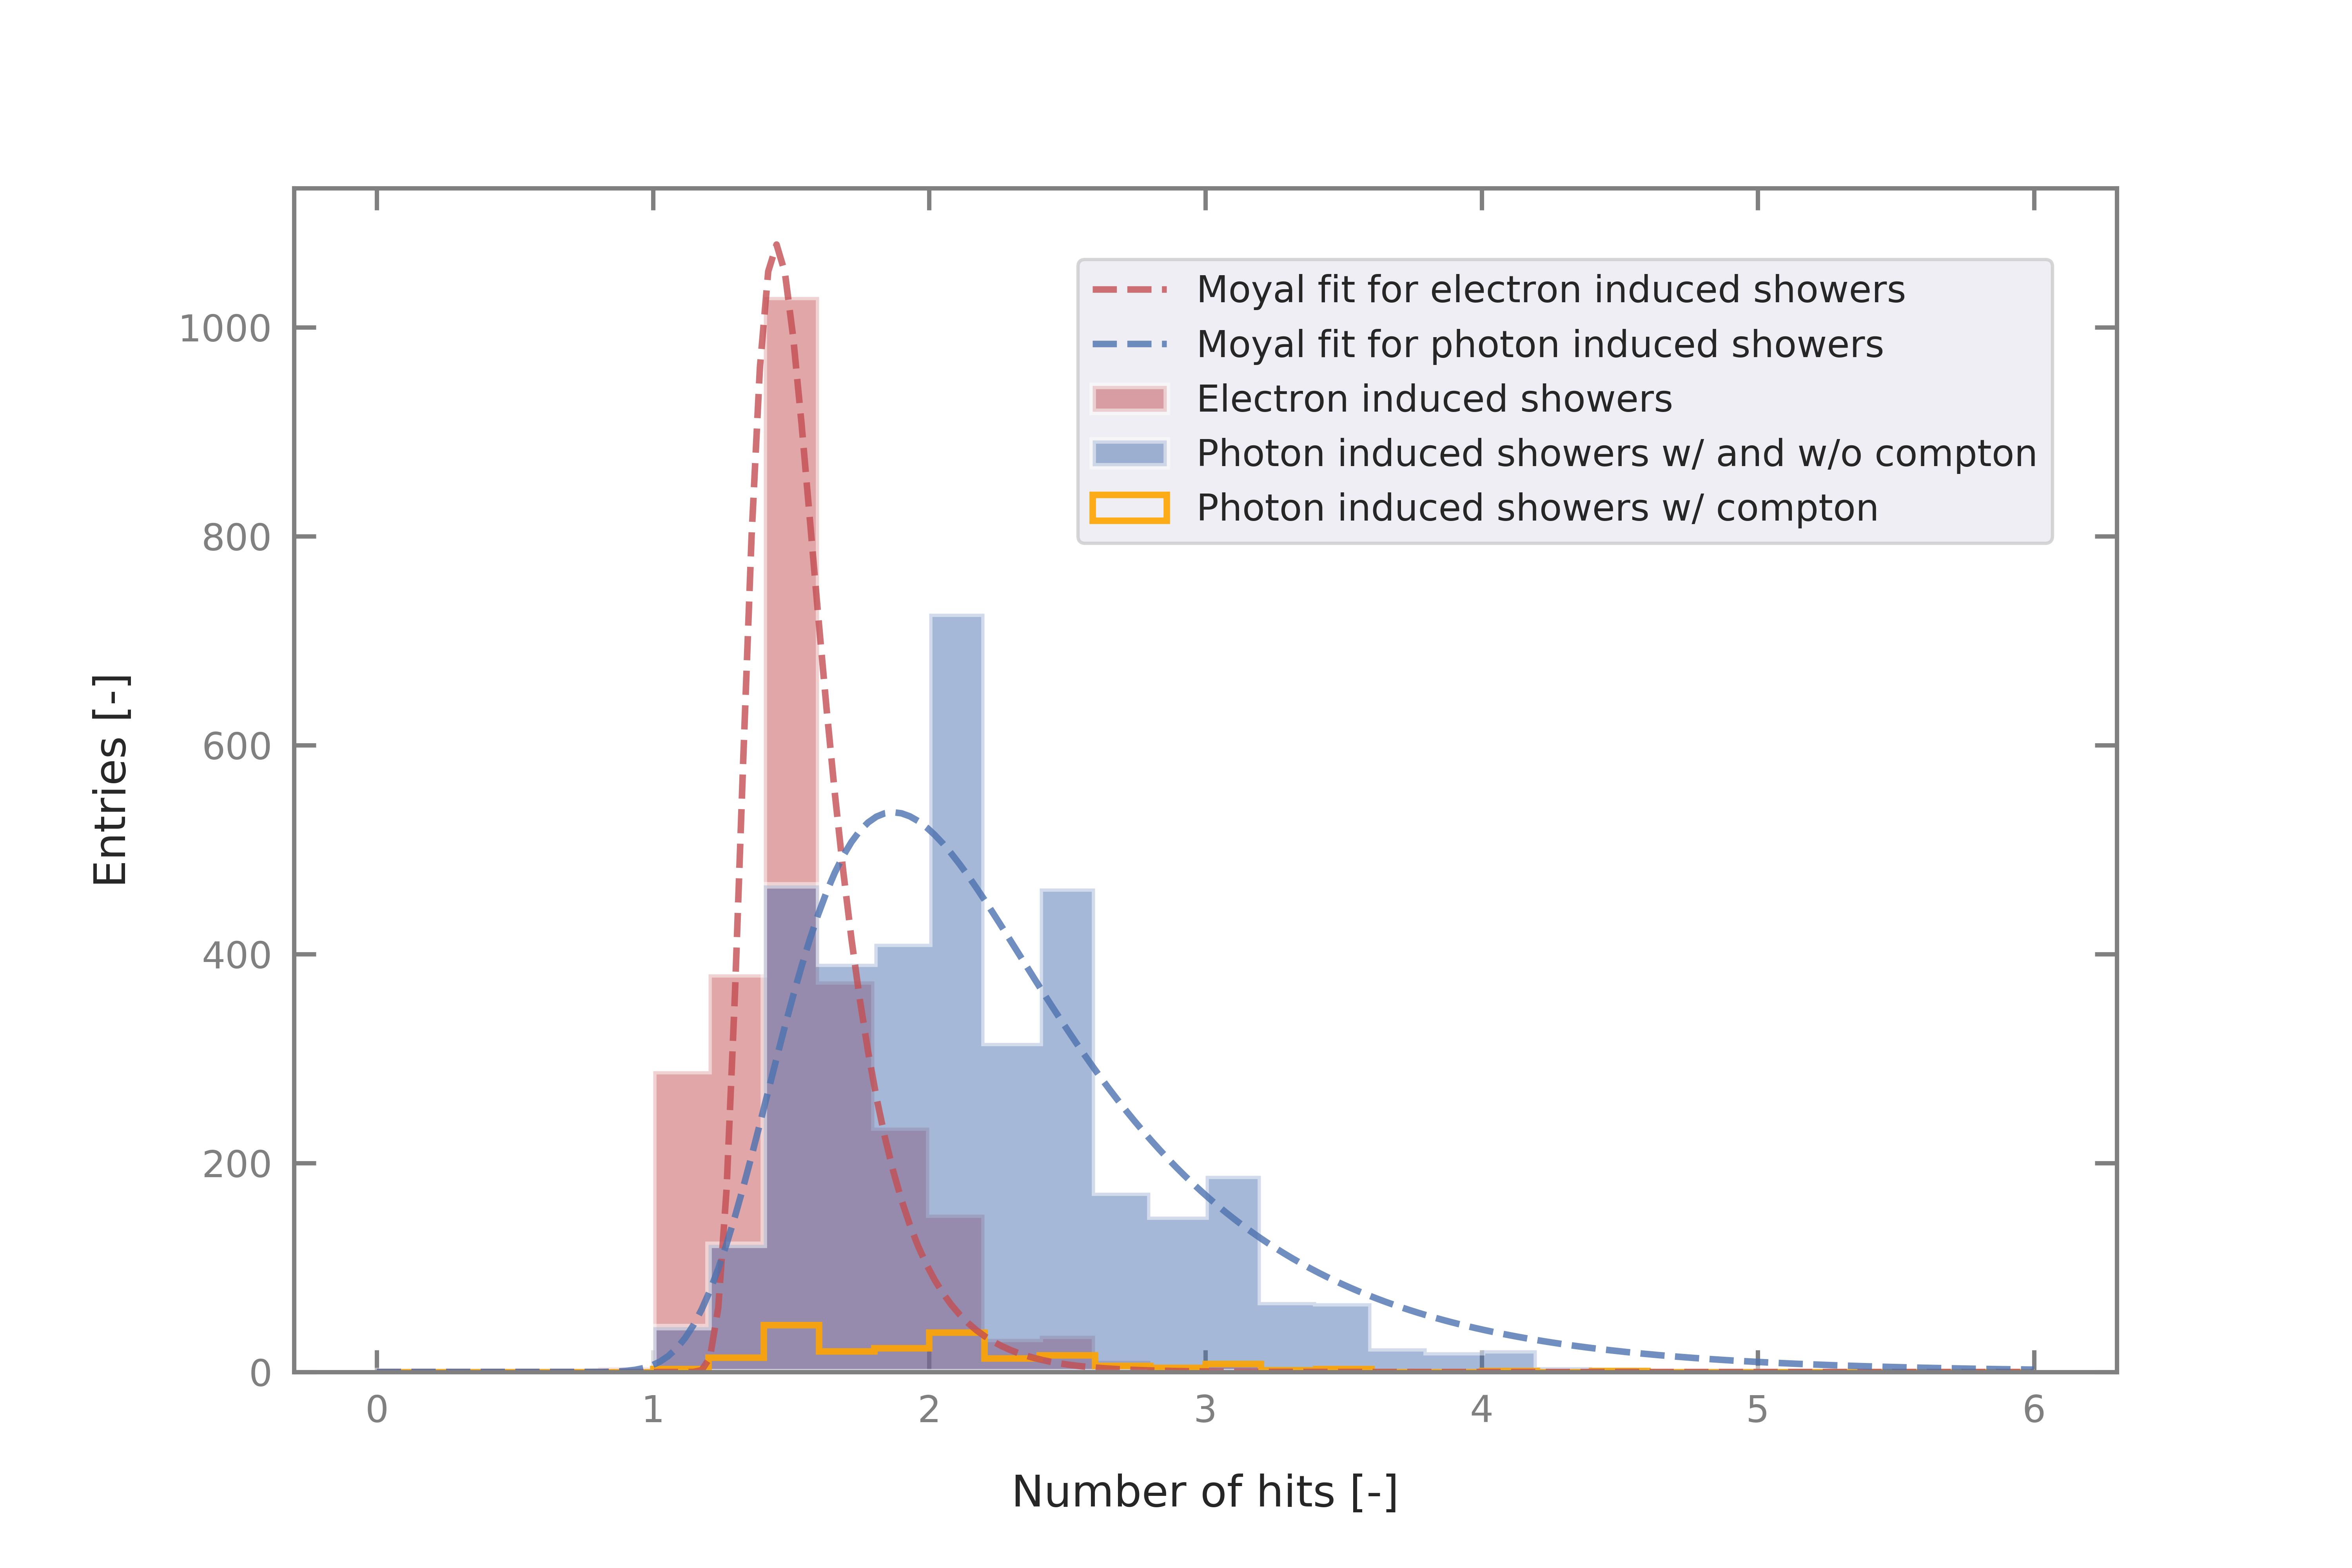 Moyal fit for electron induced showers
Moyal fit for photon induced showers
Electron induced showers
Photon induced showers w/ and w/o compton
Photon induced showers w/ compton
Entries [-]
1000
800
600
400
200
0
0 1 2 3 4 5 6
Number of hits [-]